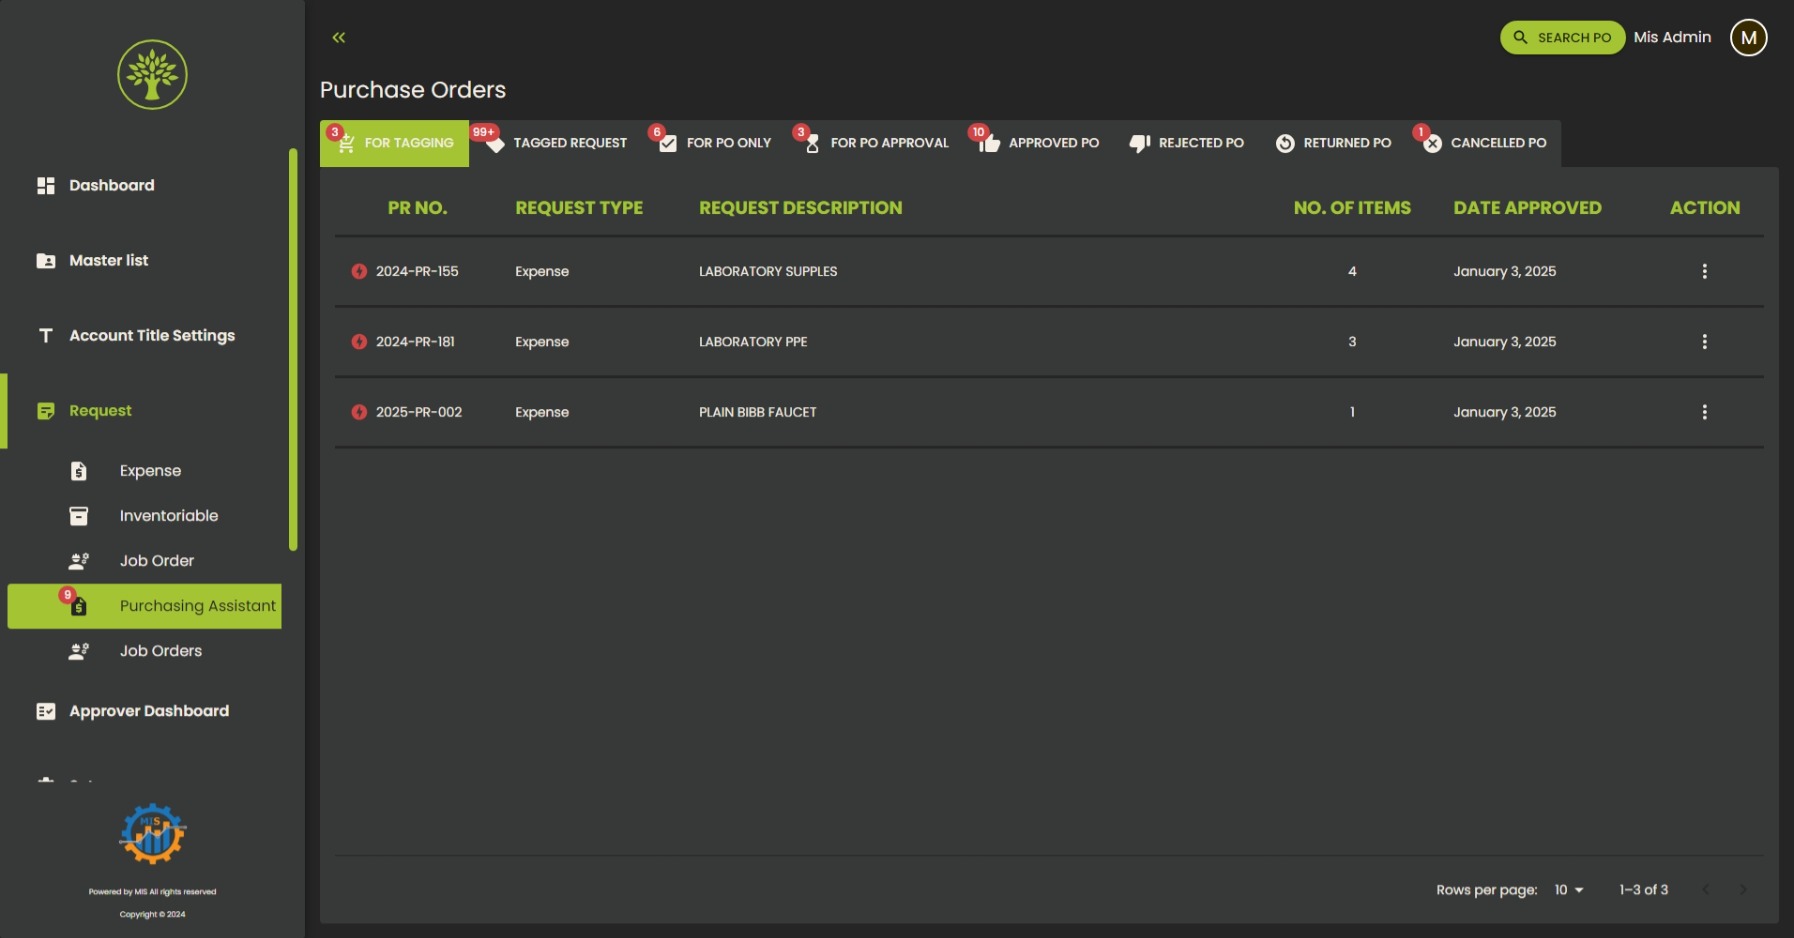 SEARCH PO
Mis Admin
M
Purchase Orders
3
FOR TAGGING
99+
TAGGED REQUEST
6
FOR PO ONLY
3
FOR PO APPROVAL
10
APPROVED PO
REJECTED PO
RETURNED PO
1
CANCELLED PO
Dashboard
Master list
Account Title Settings
Request
Expense
Inventoriable
Job Order
9
Purchasing Assistant
Job Orders
Approver Dashboard
MIS
Powered by MIS All rights reserved
Copyright © 2024
PR NO. REQUEST TYPE REQUEST DESCRIPTION NO. OF ITEMS DATE APPROVED ACTION
2024-PR-155 Expense LABORATORY SUPPLES 4 January 3, 2025
2024-PR-181 Expense LABORATORY PPE 3 January 3, 2025
2025-PR-002 Expense PLAIN BIBB FAUCET 1 January 3, 2025
Rows per page: 10 1–3 of 3